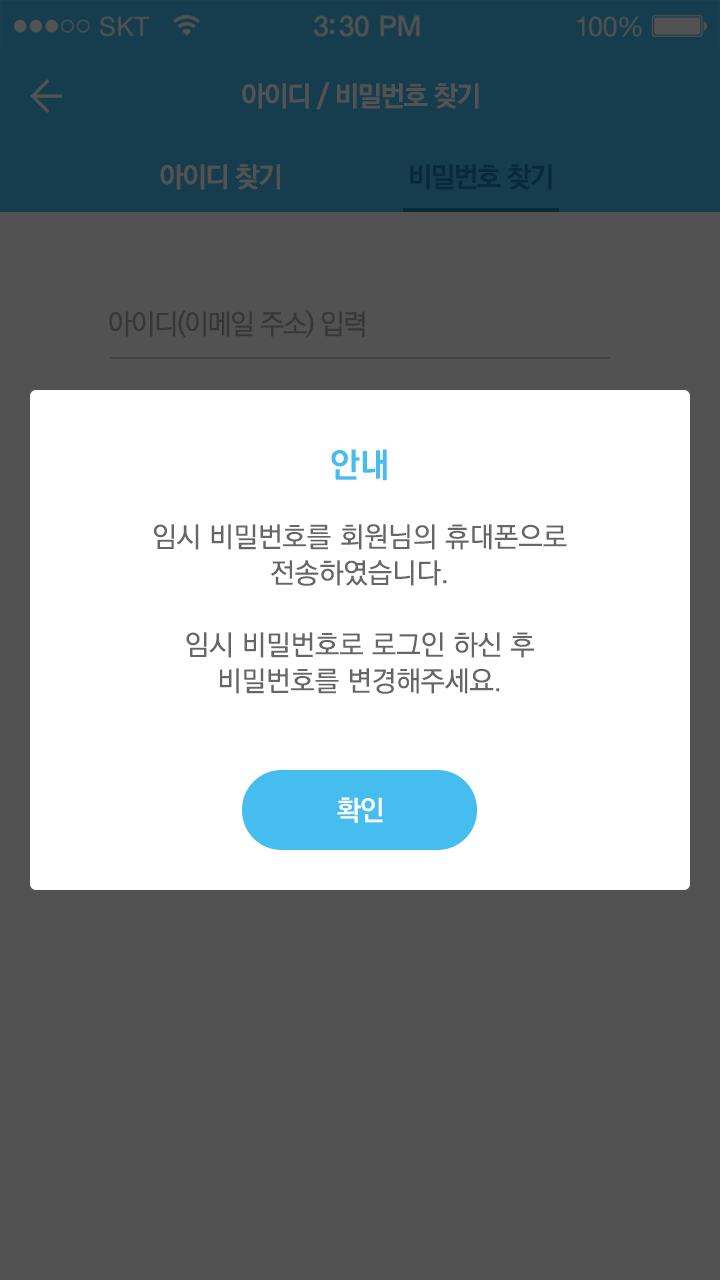 SKT 3:30 PM 100%
아이디 / 비밀번호 찾기
아이디 찾기 비밀번호 찾기
아이디(이메일 주소) 입력
안내
임시 비밀번호를 회원님의 휴대폰으로
전송하였습니다.
임시 비밀번호로 로그인 하신 후
비밀번호를 변경해주세요.
확인